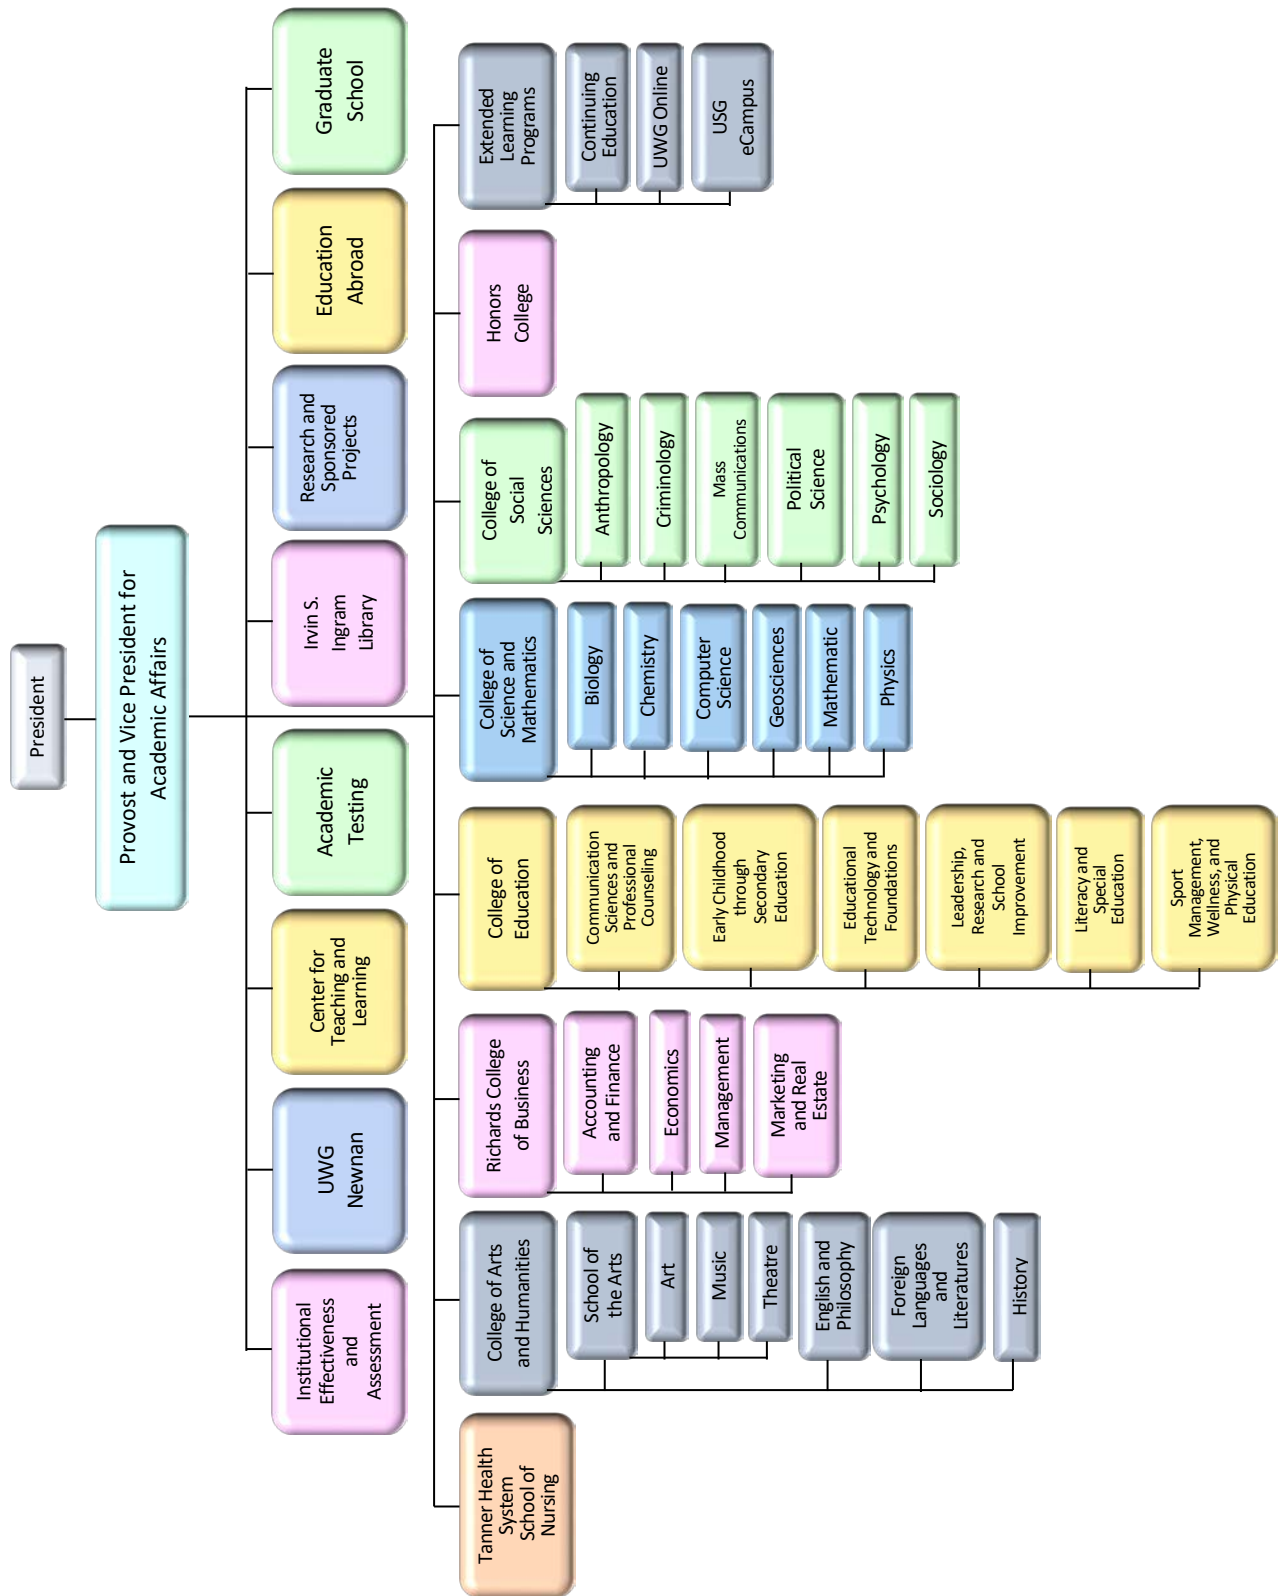 President
Provost and Vice President for
Academic Affairs
Institutional
Effectiveness
and
Assessment
UWG
Newnan
Center for
Teaching and
Learning
Academic
Testing
Irvin S.
Ingram
Library
Research and
Sponsored
Projects
Education
Abroad
Graduate
School
Tanner Health
System
School of
Nursing
College of Arts
and Humanities
School of
the Arts
Art
Music
Theatre
English and
Philosophy
Foreign
Languages
and
Literatures
History
Richards College
of Business
Accounting
and Finance
Economics
Management
Marketing
and Real
Estate
College of
Education
Communication
Sciences and
Professional
Counseling
Early Childhood
through
Secondary
Education
Educational
Technology and
Foundations
Leadership,
Research and
School
Improvement
Literacy and
Special
Education
Sport
Management,
Wellness, and
Physical
Education
College of
Science and
Mathematics
Biology
Chemistry
Computer
Science
Geosciences
Mathematic
Physics
College of
Social
Sciences
Anthropology
Criminology
Mass
Communications
Political
Science
Psychology
Sociology
Honors
College
Extended
Learning
Programs
Continuing
Education
UWG Online
USG
eCampus